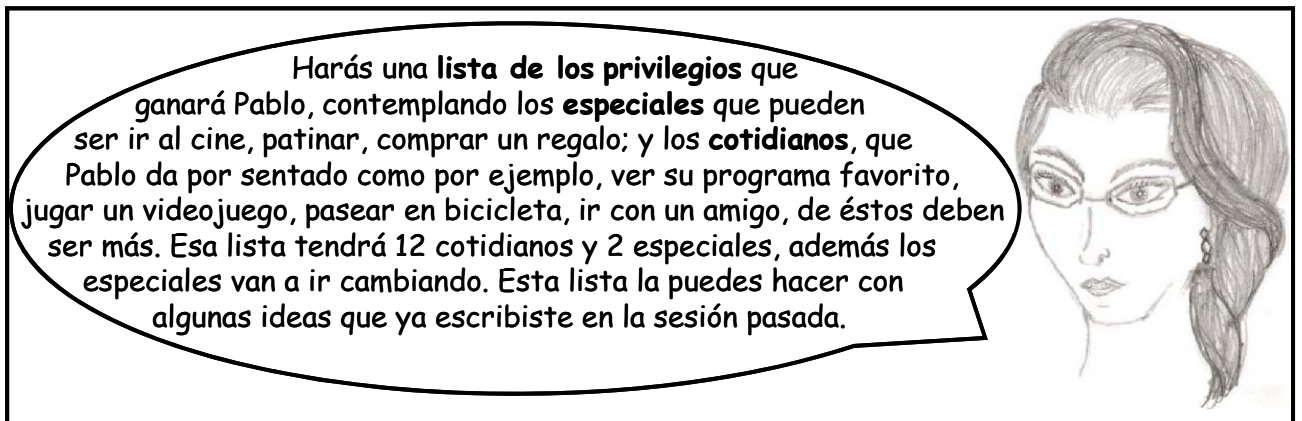 Harás una lista de los privilegios que
ganará Pablo, contemplando los especiales que pueden
ser ir al cine, patinar, comprar un regalo; y los cotidianos, que
Pablo da por sentado como por ejemplo, ver su programa favorito,
jugar un videojuego, pasear en bicicleta, ir con un amigo, de éstos deben
ser más. Esa lista tendrá 12 cotidianos y 2 especiales, además los
especiales van a ir cambiando. Esta lista la puedes hacer con
algunas ideas que ya escribiste en la sesión pasada.